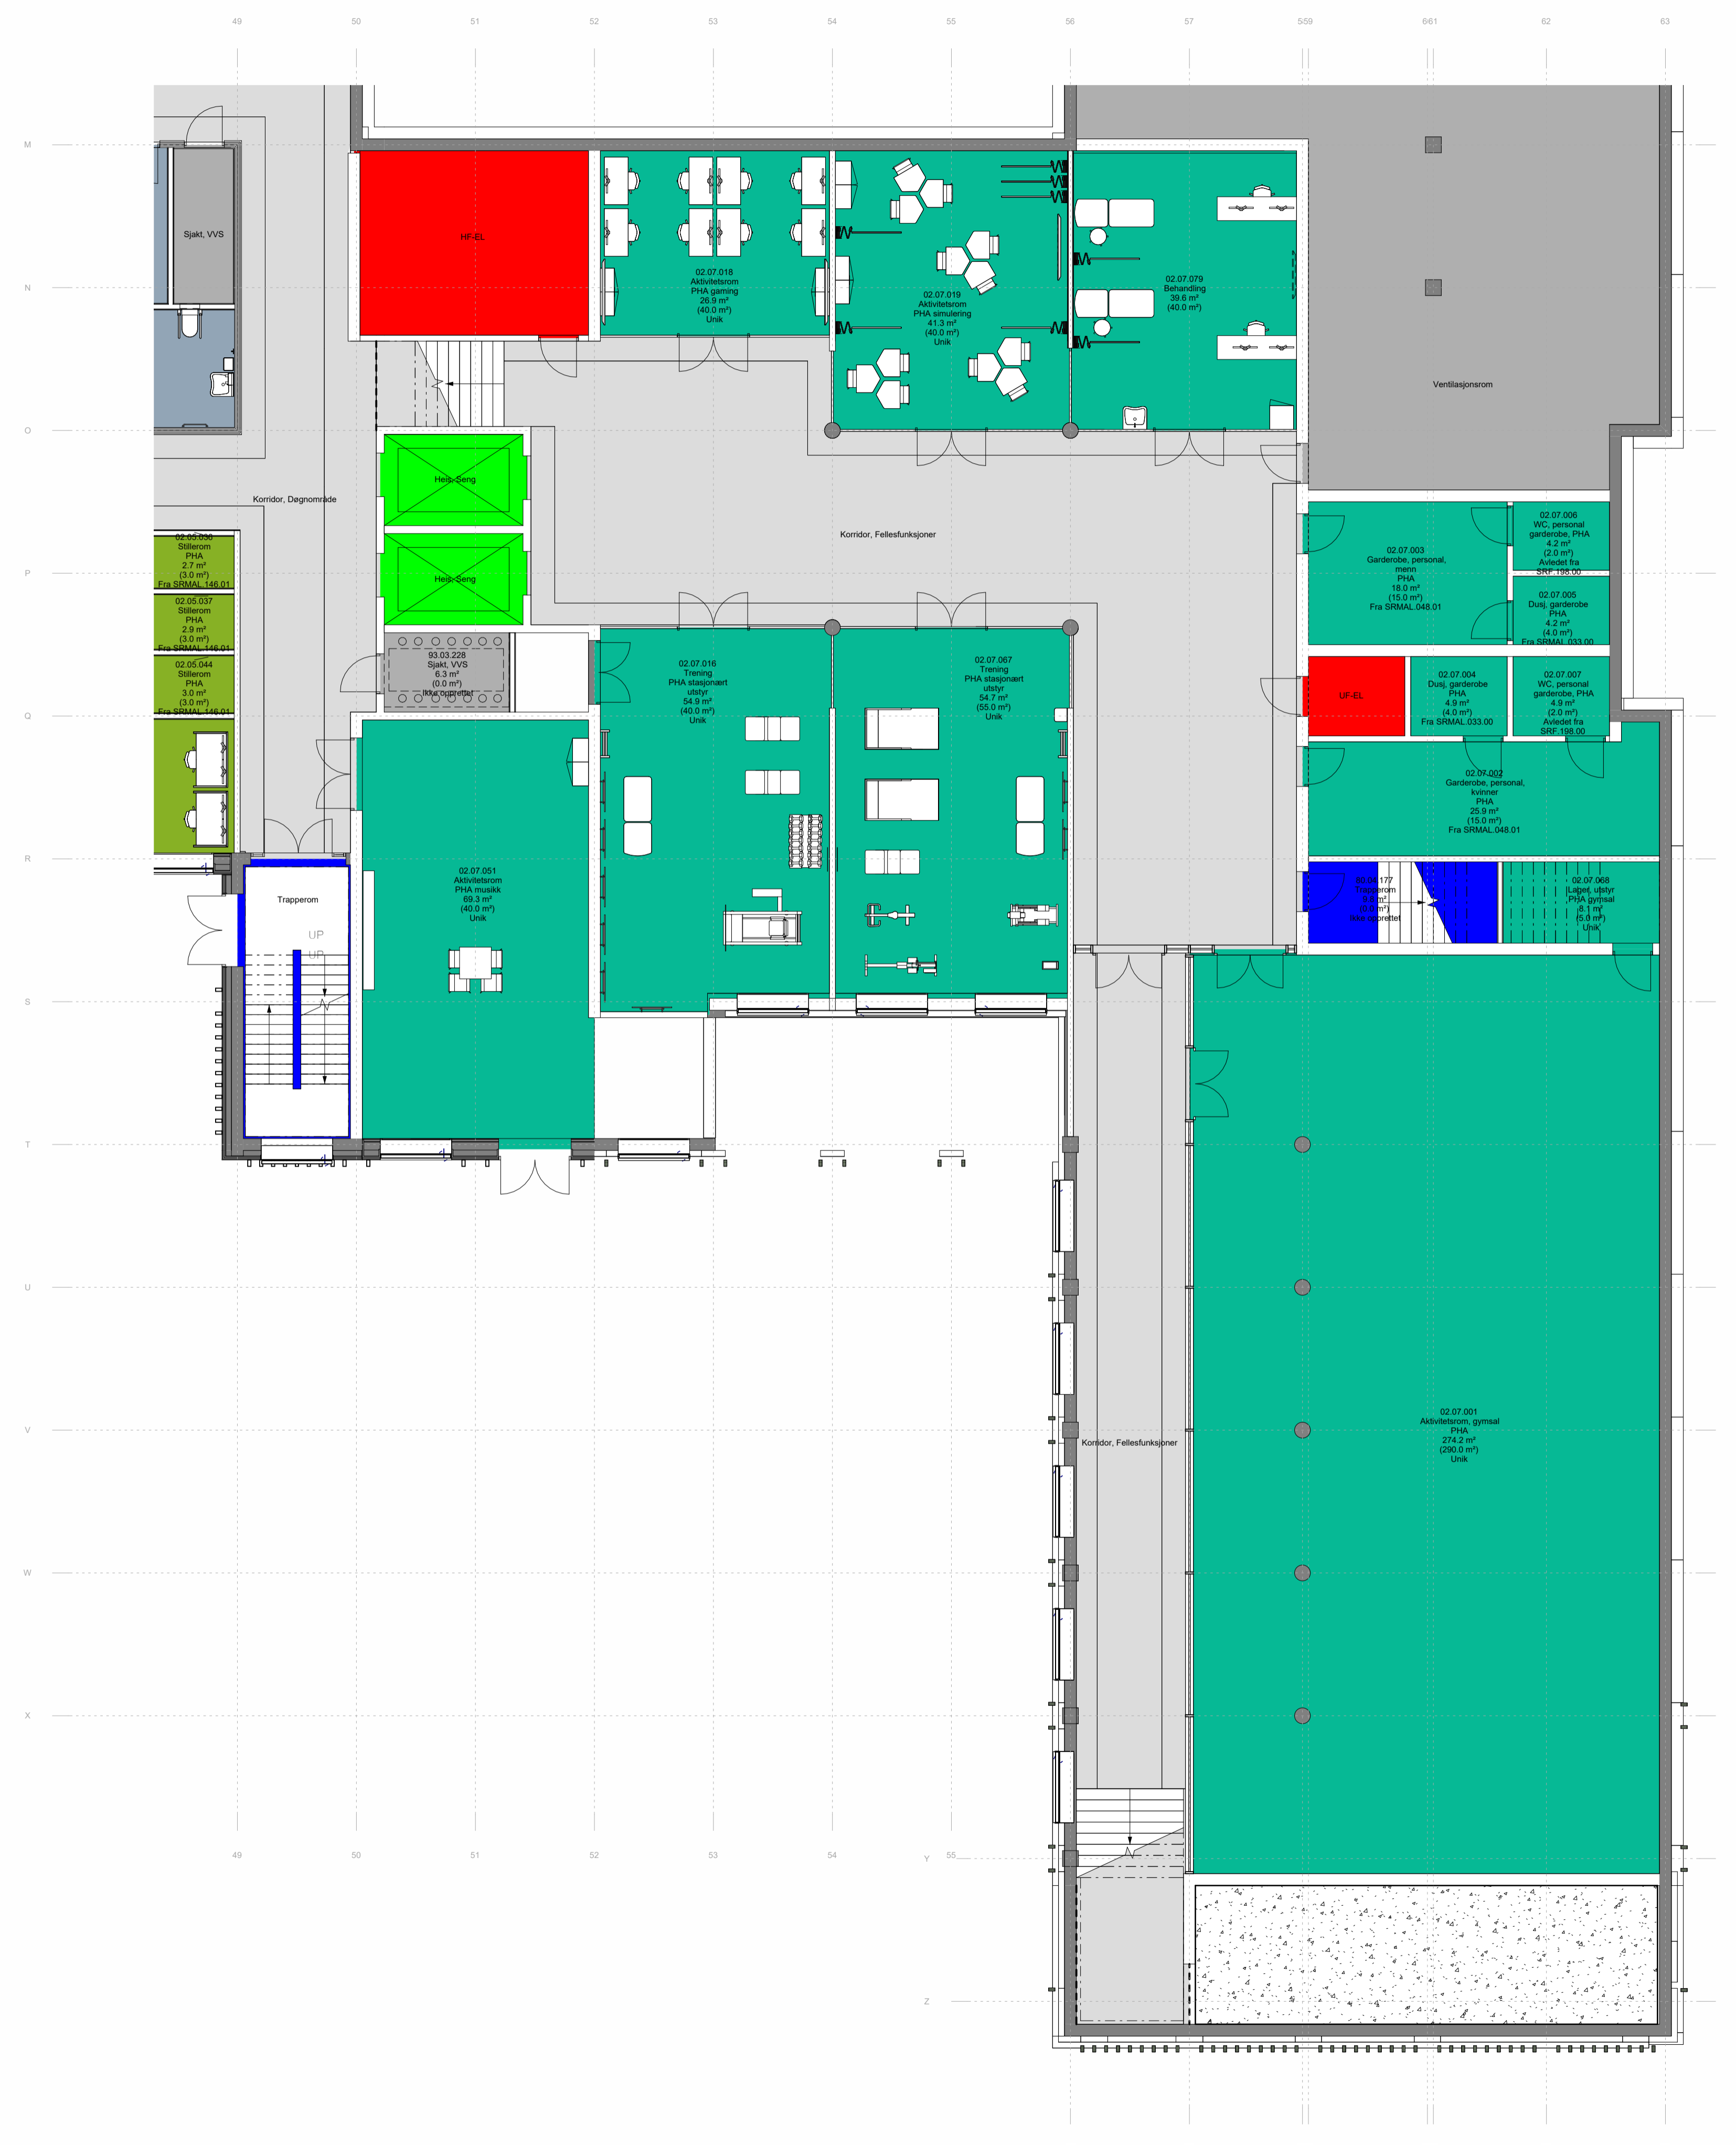 49 50 51 52 53 54 55 56 57 61 62 63
M
Sjakt, VVS
HF-EL
02.07.018
Aktivitetsrom
PHA gaming
26.9 m²
(40.0 m²)
Unik
02.07.019
Aktivitetsrom
PHA simulering
41.3 m²
(40.0 m²)
Unik
02.07.079
Behandling
39.6 m²
(40.0 m²)
N
Ventilasjonsrom
O
Heis, Seng
Korridor, Døgnområde
Korridor, Fellesfunksjoner
02.07.003
Garderobe, personal,
menn
PHA
18.0 m²
(15.0 m²)
Fra SRMAL.048.01
02.07.006
WC, personal
garderobe, PHA
4.2 m²
(2.0 m²)
Avledet fra
SRF.198.00
02.05.036
Stillerom
PHA
2.7 m²
(3.0 m²)
Fra SRMAL.146.01
P
Heis, Seng
02.07.005
Dusj, garderobe
PHA
4.2 m²
(4.0 m²)
Fra SRMAL.033.00
02.05.037
Stillerom
PHA
2.9 m²
(3.0 m²)
Fra SRMAL.146.01
93.03.228
Sjakt, VVS
6.3 m²
(0.0 m²)
Ikke opprettet
02.05.044
Stillerom
PHA
3.0 m²
(3.0 m²)
Fra SRMAL.146.01
02.07.016
Trening
PHA stasjonært
utstyr
54.9 m²
(40.0 m²)
Unik
02.07.067
Trening
PHA stasjonært
utstyr
54.7 m²
(55.0 m²)
Unik
UF-EL
02.07.004
Dusj, garderobe
PHA
4.9 m²
(4.0 m²)
Fra SRMAL.033.00
02.07.007
WC, personal
garderobe, PHA
4.9 m²
(2.0 m²)
Avledet fra
SRF.198.00
Q
02.07.002
Garderobe, personal,
kvinner
PHA
25.9 m²
(15.0 m²)
Fra SRMAL.048.01
R
Trapperom
UP
UP
02.07.051
Aktivitetsrom
PHA musikk
69.3 m²
(40.0 m²)
Unik
Trapperom
Ikke opprettet
02.07.068
Lager, utstyr
PHA gymsal
8.1 m²
(5.0 m²)
Unik
S
T
U
V
Korridor, Fellesfunksjoner
02.07.001
Aktivitetsrom, gymsal
PHA
274.2 m²
(290.0 m²)
Unik
W
X
49 50 51 52 53 54 55
Y
Z